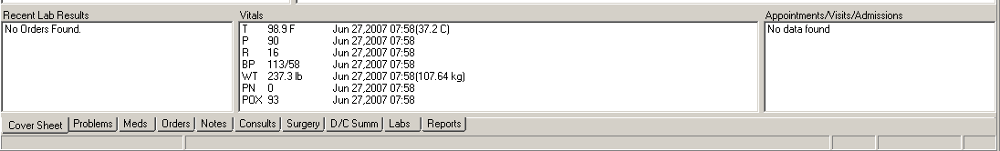 Recent Lab Results
No Orders Found.
Vitals
T 98.9 F Jun 27,2007 07:58(37.2 C)
P 90 Jun 27,2007 07:58
R 16 Jun 27,2007 07:58
BP 113/58 Jun 27,2007 07:58
WT 237.3 lb Jun 27,2007 07:58(107.64 kg)
PN 0 Jun 27,2007 07:58
POX 93 Jun 27,2007 07:58
Appointments/Visits/Admissions
No data found
Cover Sheet Problems Meds Orders Notes Consults Surgery D/C Summ Labs Reports